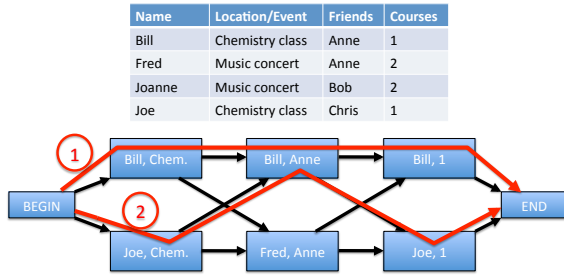 Name Location/Event Friends Courses
Bill Chemistry class Anne 1
Fred Music concert Anne 2
Joanne Music concert Bob 2
Joe Chemistry class Chris 1
1
Bill, Chem. Bill, Anne Bill, 1
BEGIN 2 END
Joe, Chem. Fred, Anne Joe, 1